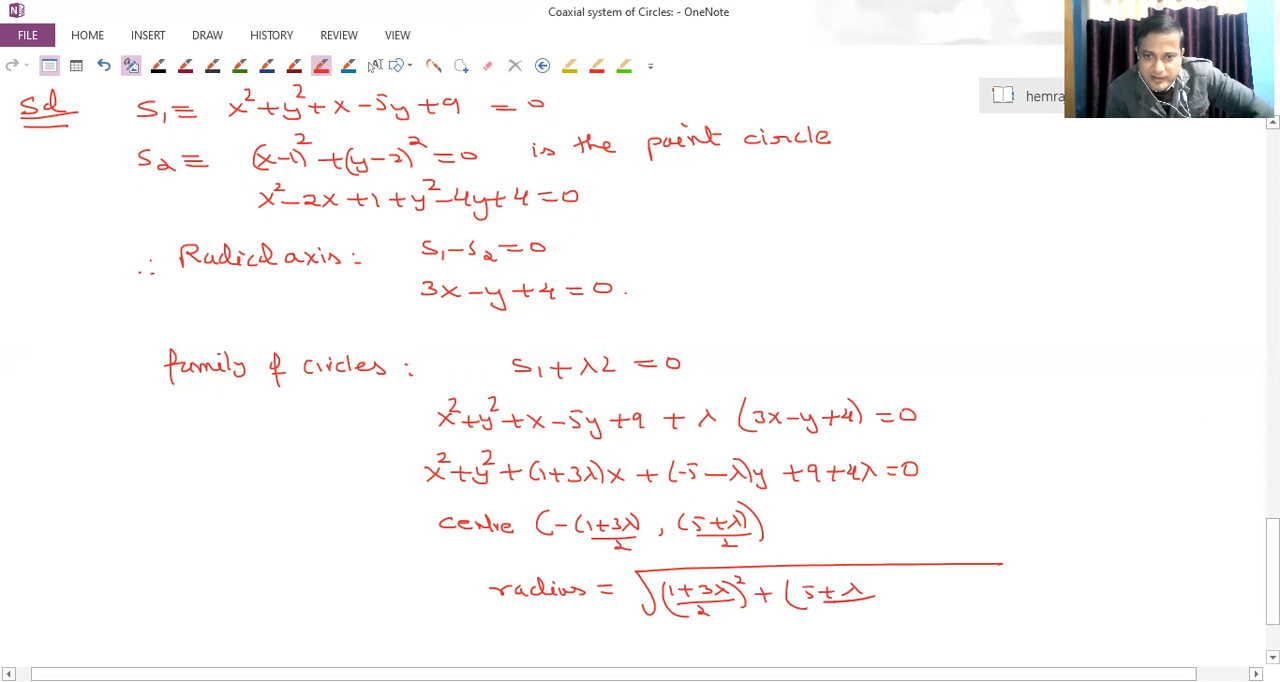 Coaxial system of Circles: - OneNote
FILE HOME INSERT DRAW HISTORY REVIEW VIEW
hemra
Sol S₁ ≡ x² + y² + x - 5y + 9 = 0
S₂ ≡ (x-1)² + (y-2)² = 0 is the point circle
x² - 2x + 1 + y² - 4y + 4 = 0
∴ Radical axis : S₁ - S₂ = 0
3x - y + 4 = 0 .
family of circles : S₁ + λ2 = 0
x² + y² + x - 5y + 9 + λ (3x - y + 4) = 0
x² + y² + (1+3λ)x + (-5-λ)y + 9 + 4λ = 0
centre (-(1+3λ)/2 , (5+λ)/2)
radius = √((1+3λ)/2)² + (5+λ